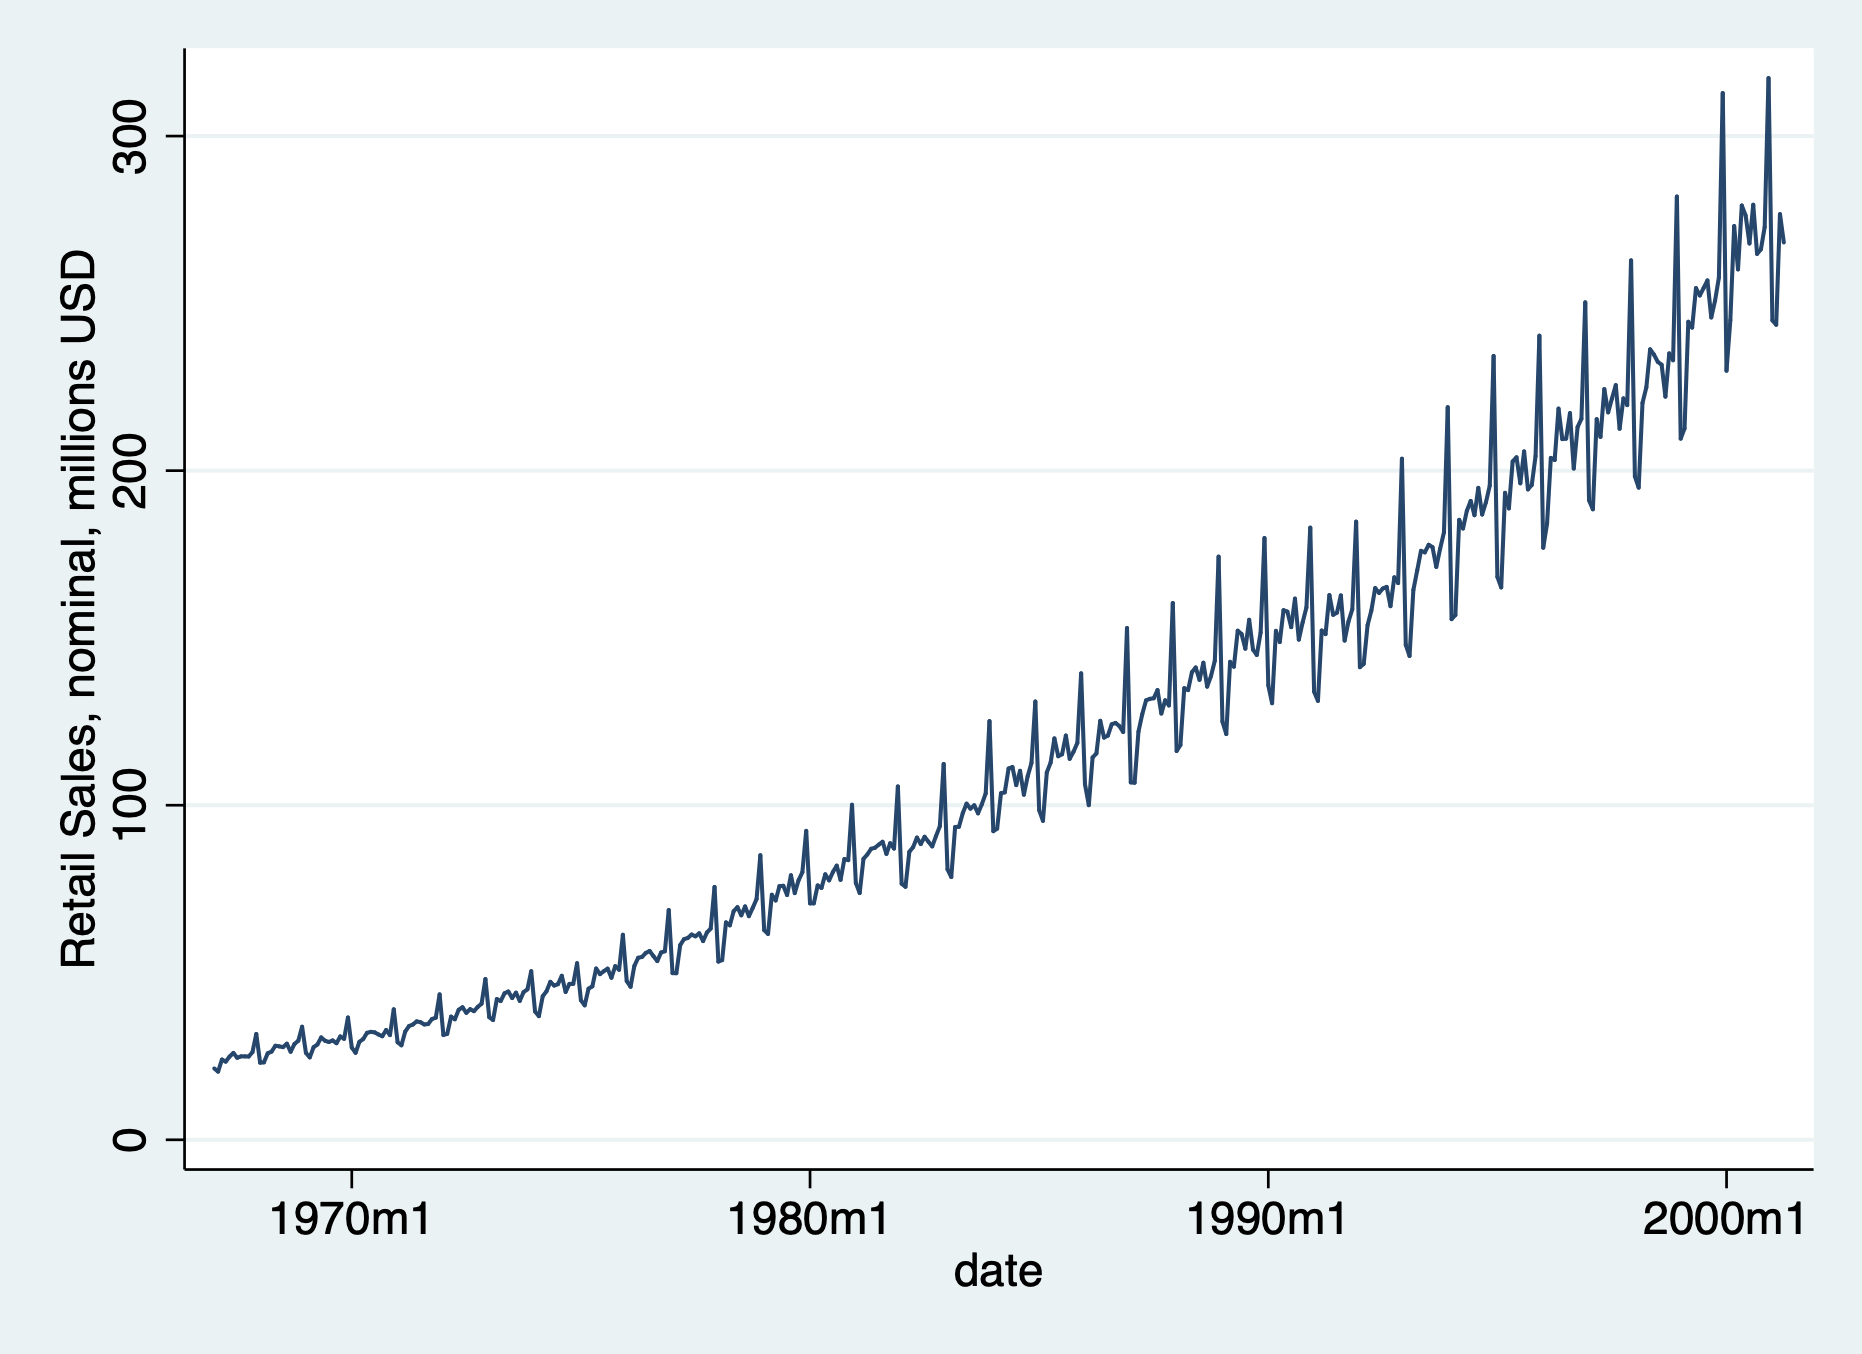 Retail Sales, nominal, millions USD
300
200
100
0
1970m1
1980m1
1990m1
2000m1
date